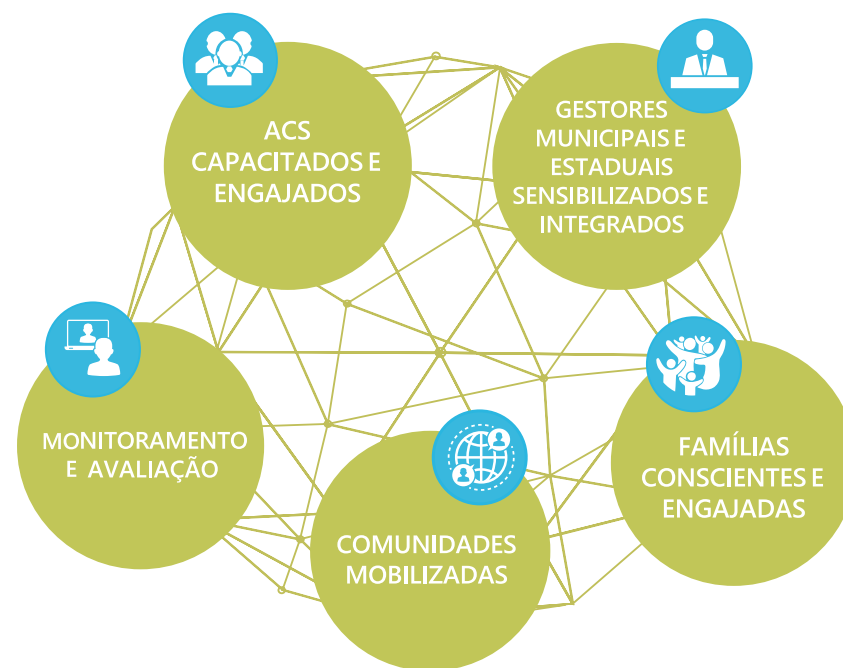 ACS
CAPACITADOS E
ENGAJADOS
GESTORES
MUNICIPAIS E
ESTADUAIS
SENSIBILIZADOS E
INTEGRADOS
MONITORAMENTO
E AVALIAÇÃO
FAMÍLIAS
CONSCIENTES E
ENGAJADAS
COMUNIDADES
MOBILIZADAS